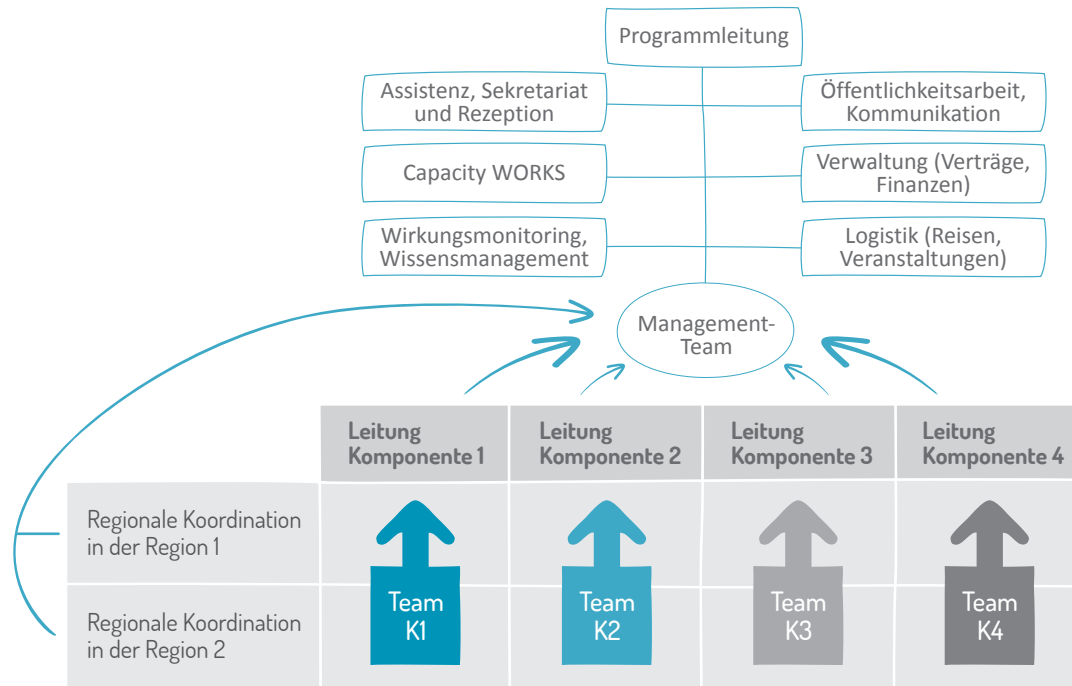 Programmleitung
Assistenz, Sekretariat
und Rezeption
Öffentlichkeitsarbeit,
Kommunikation
Capacity WORKS
Verwaltung (Verträge,
Finanzen)
Wirkungsmonitoring,
Wissensmanagement
Logistik (Reisen,
Veranstaltungen)
Management-
Team
Leitung
Komponente 1
Leitung
Komponente 2
Leitung
Komponente 3
Leitung
Komponente 4
Regionale Koordination
in der Region 1
Regionale Koordination
in der Region 2
Team
K1
Team
K2
Team
K3
Team
K4